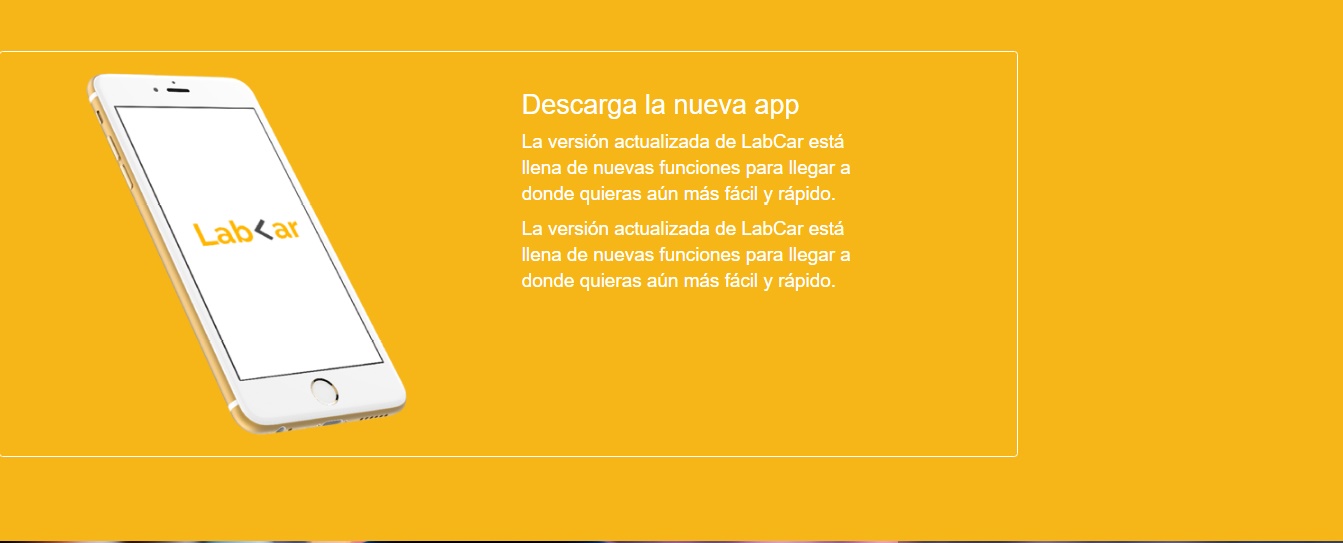 LabCar
Descarga la nueva app
La versión actualizada de LabCar está
llena de nuevas funciones para llegar a
donde quieras aún más fácil y rápido.
La versión actualizada de LabCar está
llena de nuevas funciones para llegar a
donde quieras aún más fácil y rápido.